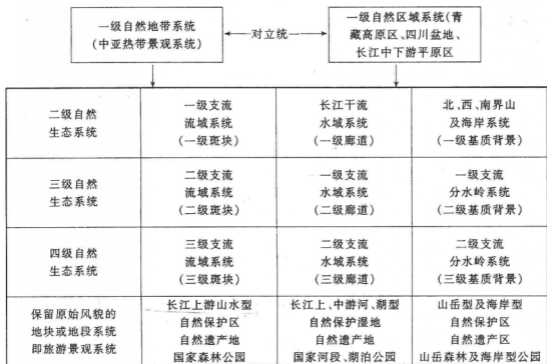 一级自然地带系统
(中亚热带景观系统)
对立统一
一级自然区域系统(青
藏高原区、四川盆地、
长江中下游平原区
二级自然
生态系统
一级支流
流域系统
(一级斑块)
长江干流
水域系统
(一级廊道)
北、西、南界山
及海岸系统
(一级基质背景)
三级自然
生态系统
二级支流
流域系统
(二级斑块)
一级支流
水域系统
(二级廊道)
一级支流
分水岭系统
(二级基质背景)
四级自然
生态系统
三级支流
流域系统
(三级斑块)
二级支流
水域系统
(三级廊道)
二级支流
分水岭系统
(三级基质背景)
保留原始风貌的
地块或地段系统
即旅游景观系统
长江上游山水型
自然保护区
自然遗产地
国家森林公园
长江上、中游河、湖型
自然保护湿地
自然遗产地
国家河段、湖泊公园
山岳型及海岸型
自然保护区
自然遗产区
山岳森林及海岸型公园